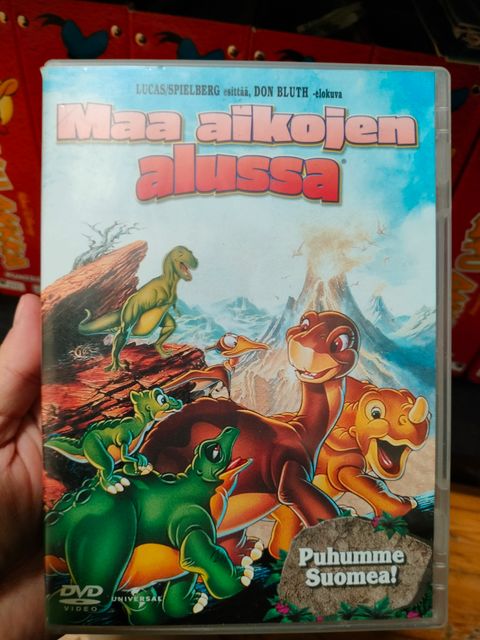 LUCAS/SPIELBERG esittää, DON BLUTH -elokuva
Maa aikojen
alussa®
Puhumme
Suomea!
DVD
VIDEO
UNIVERSAL